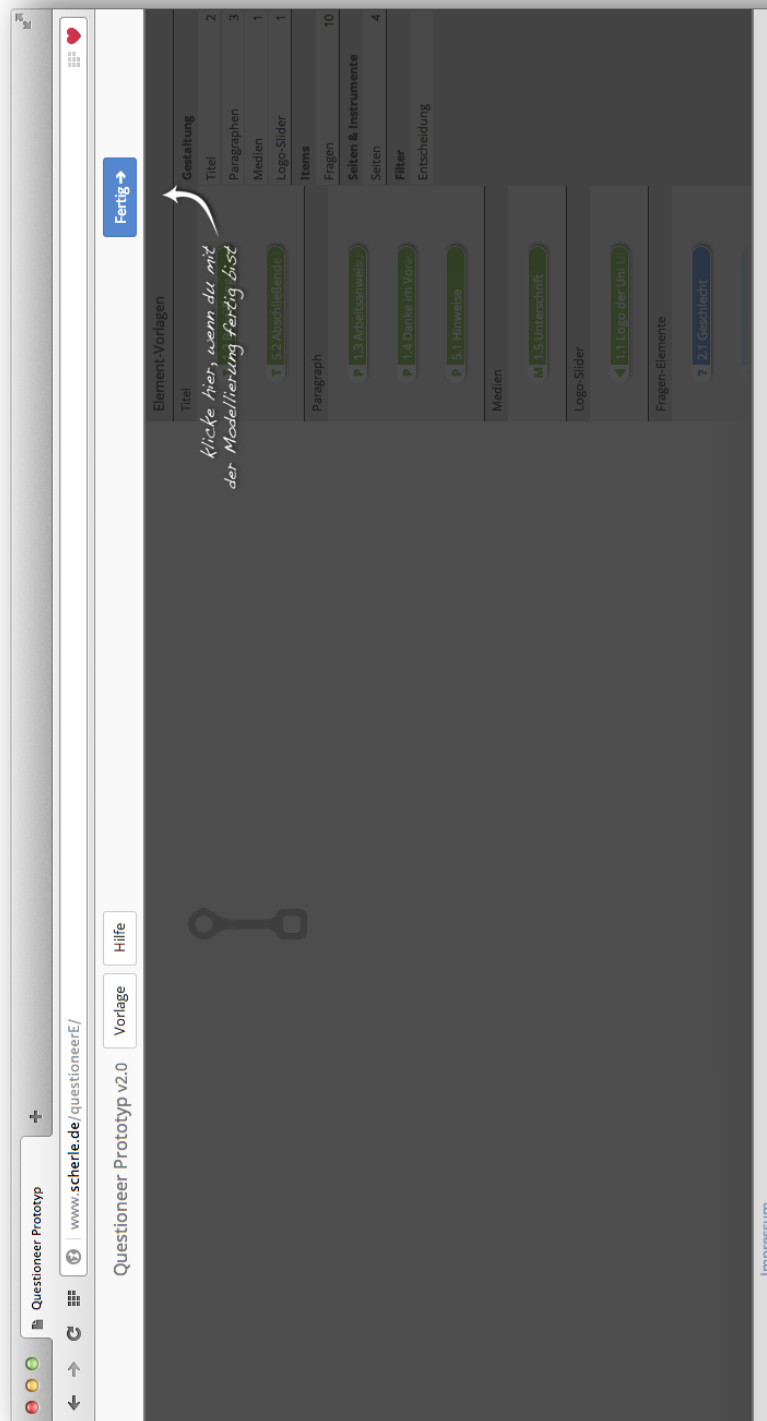 Questioneer Prototyp
www.scherle.de/questioneerE/
Questioneer Prototyp v2.0
Vorlage
Hilfe
Fertig
klicke hier, wenn du mit
der Modellierung fertig bist
Element-Vorlagen
Titel
T 5.2 Abschließende
Paragraph
P 1.3 Arbeitsanweis
P 1.4 Danke im Vor
P 5.1 Hinweise
Medien
M 1.5 Unterschrift
Logo-Slider
1.1 Logo der Uni U
Fragen-Elemente
? 2.1 Geschlecht
Gestaltung
Titel 2
Paragraphen 3
Medien 1
Logo-Slider 1
Items
Fragen 10
Seiten & Instrumente
Seiten 4
Filter
Entscheidung
Impressum